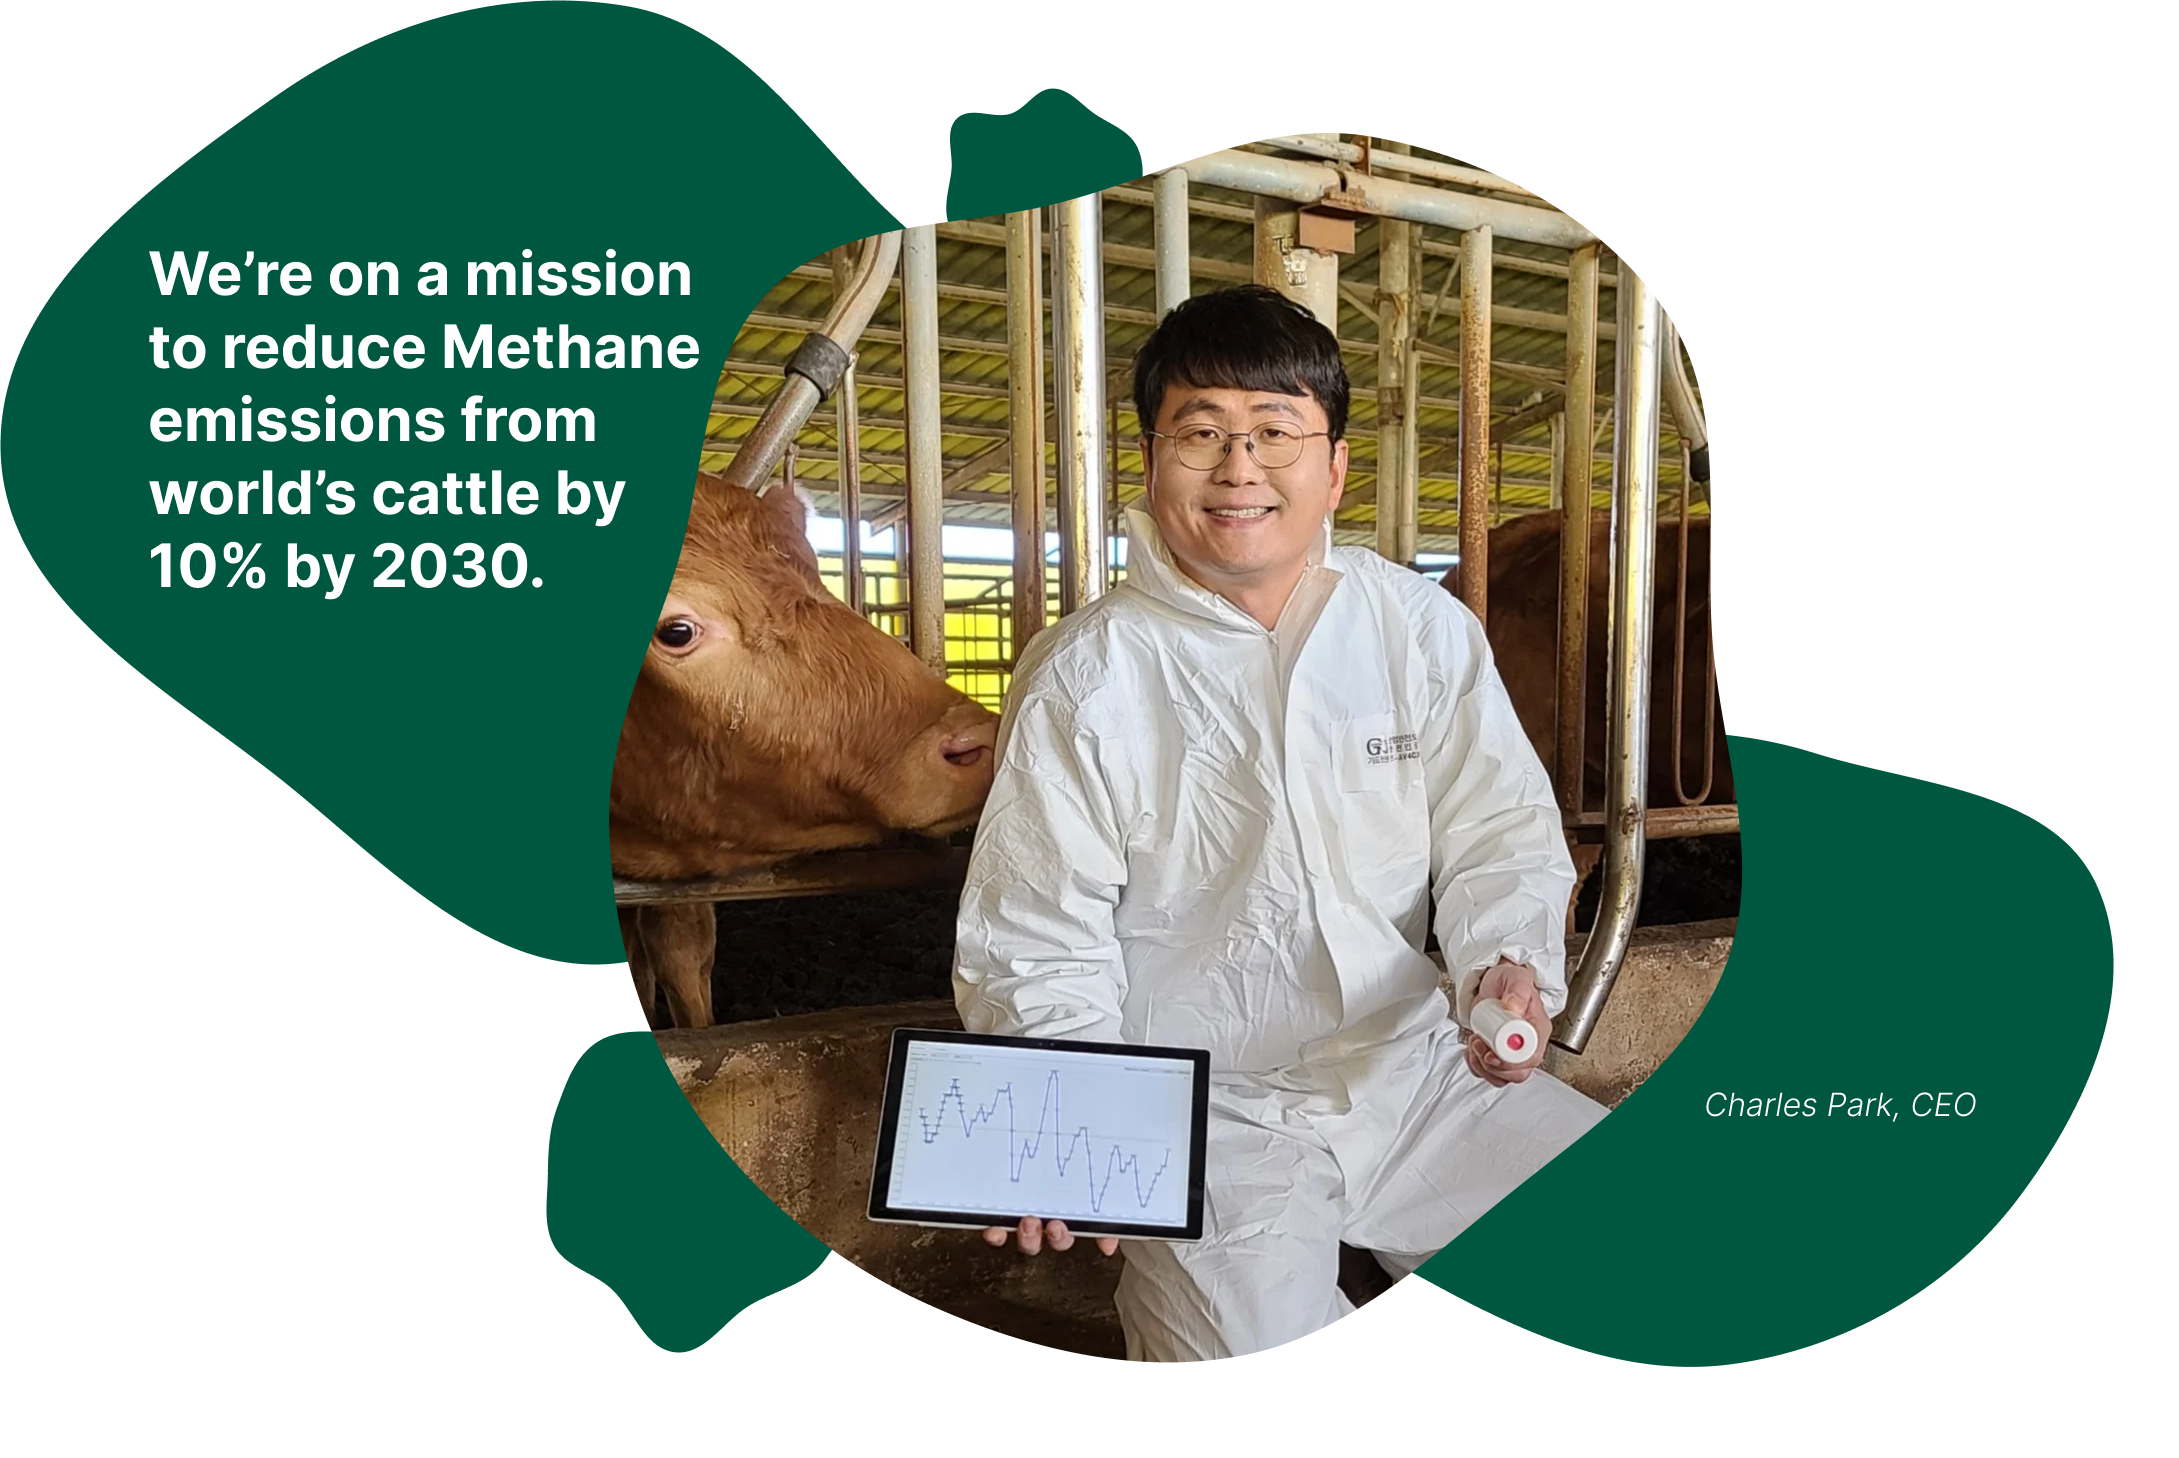 We’re on a mission
to reduce Methane
emissions from
world’s cattle by
10% by 2030.
Charles Park, CEO